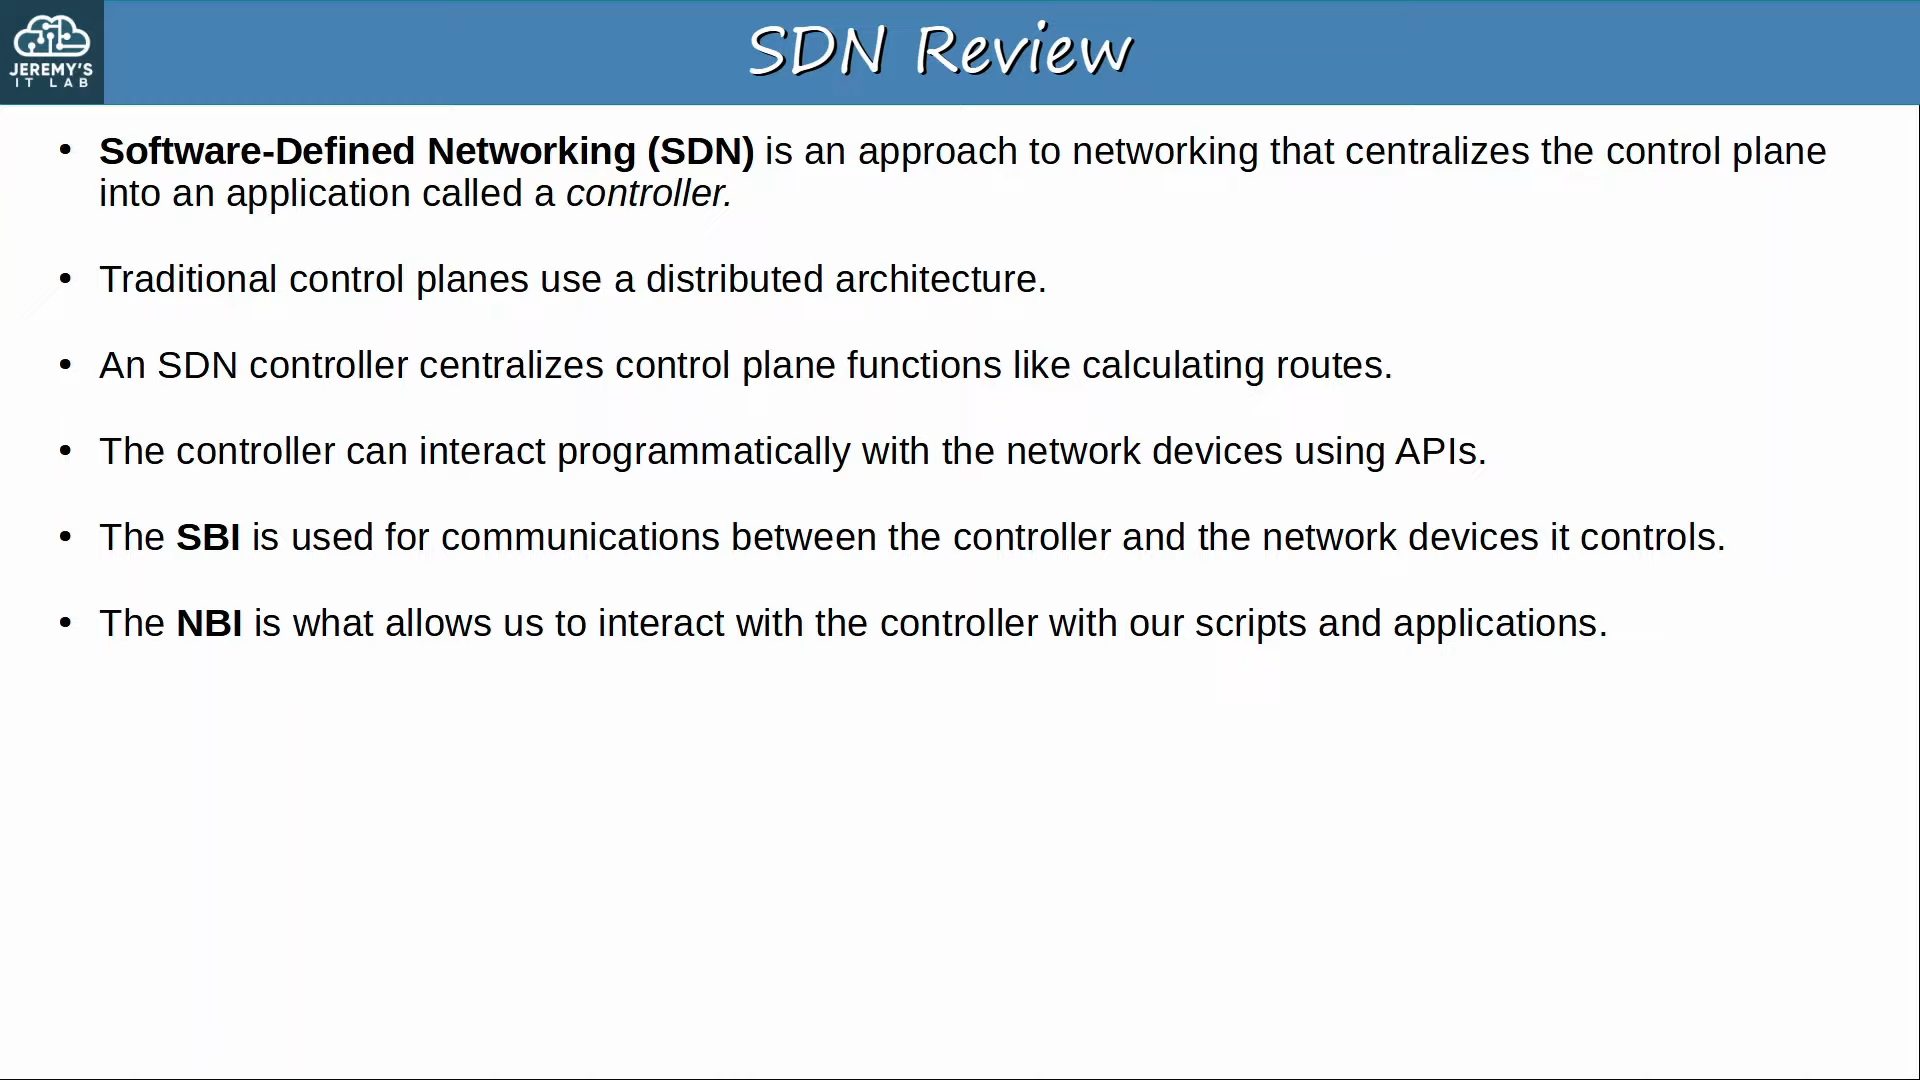 JEREMY'S
IT LAB
SDN Review
• Software-Defined Networking (SDN) is an approach to networking that centralizes the control plane
into an application called a controller.
• Traditional control planes use a distributed architecture.
• An SDN controller centralizes control plane functions like calculating routes.
• The controller can interact programmatically with the network devices using APIs.
• The SBI is used for communications between the controller and the network devices it controls.
• The NBI is what allows us to interact with the controller with our scripts and applications.